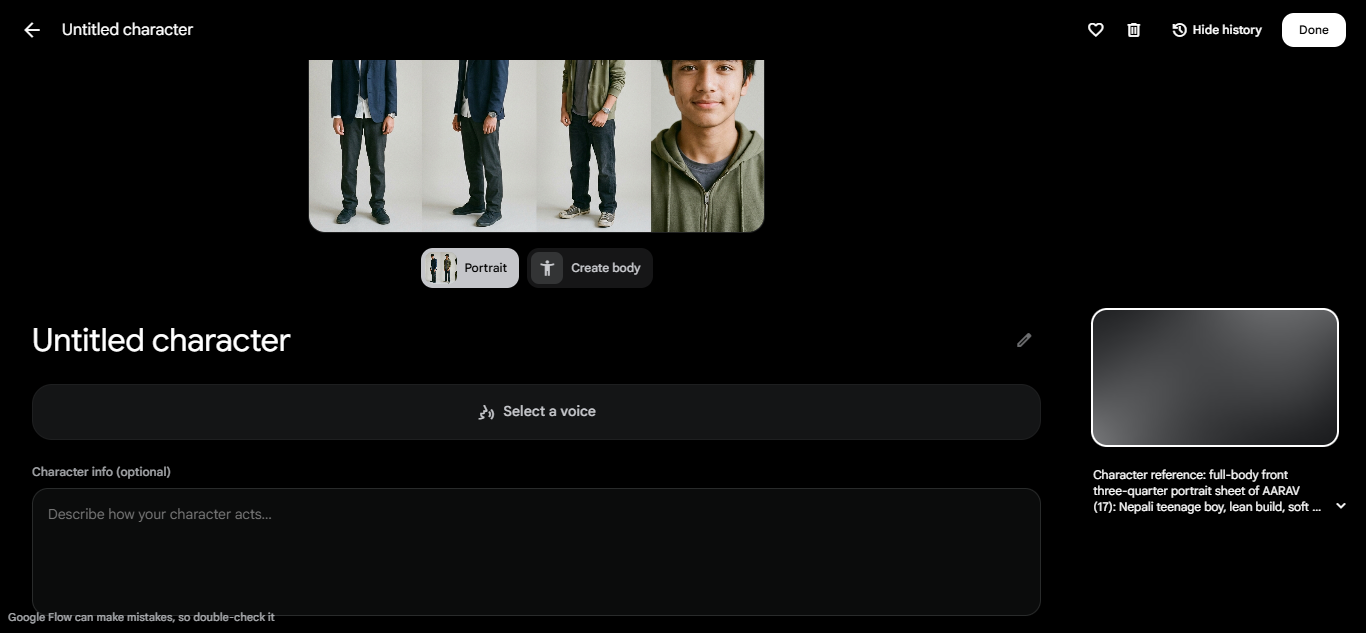 Untitled character
Hide history
Done
Portrait
Create body
Untitled character
Select a voice
Character info (optional)
Describe how your character acts...
Character reference: full-body front
three-quarter portrait sheet of AARAV
(17): Nepali teenage boy, lean build, soft ...
Google Flow can make mistakes, so double-check it